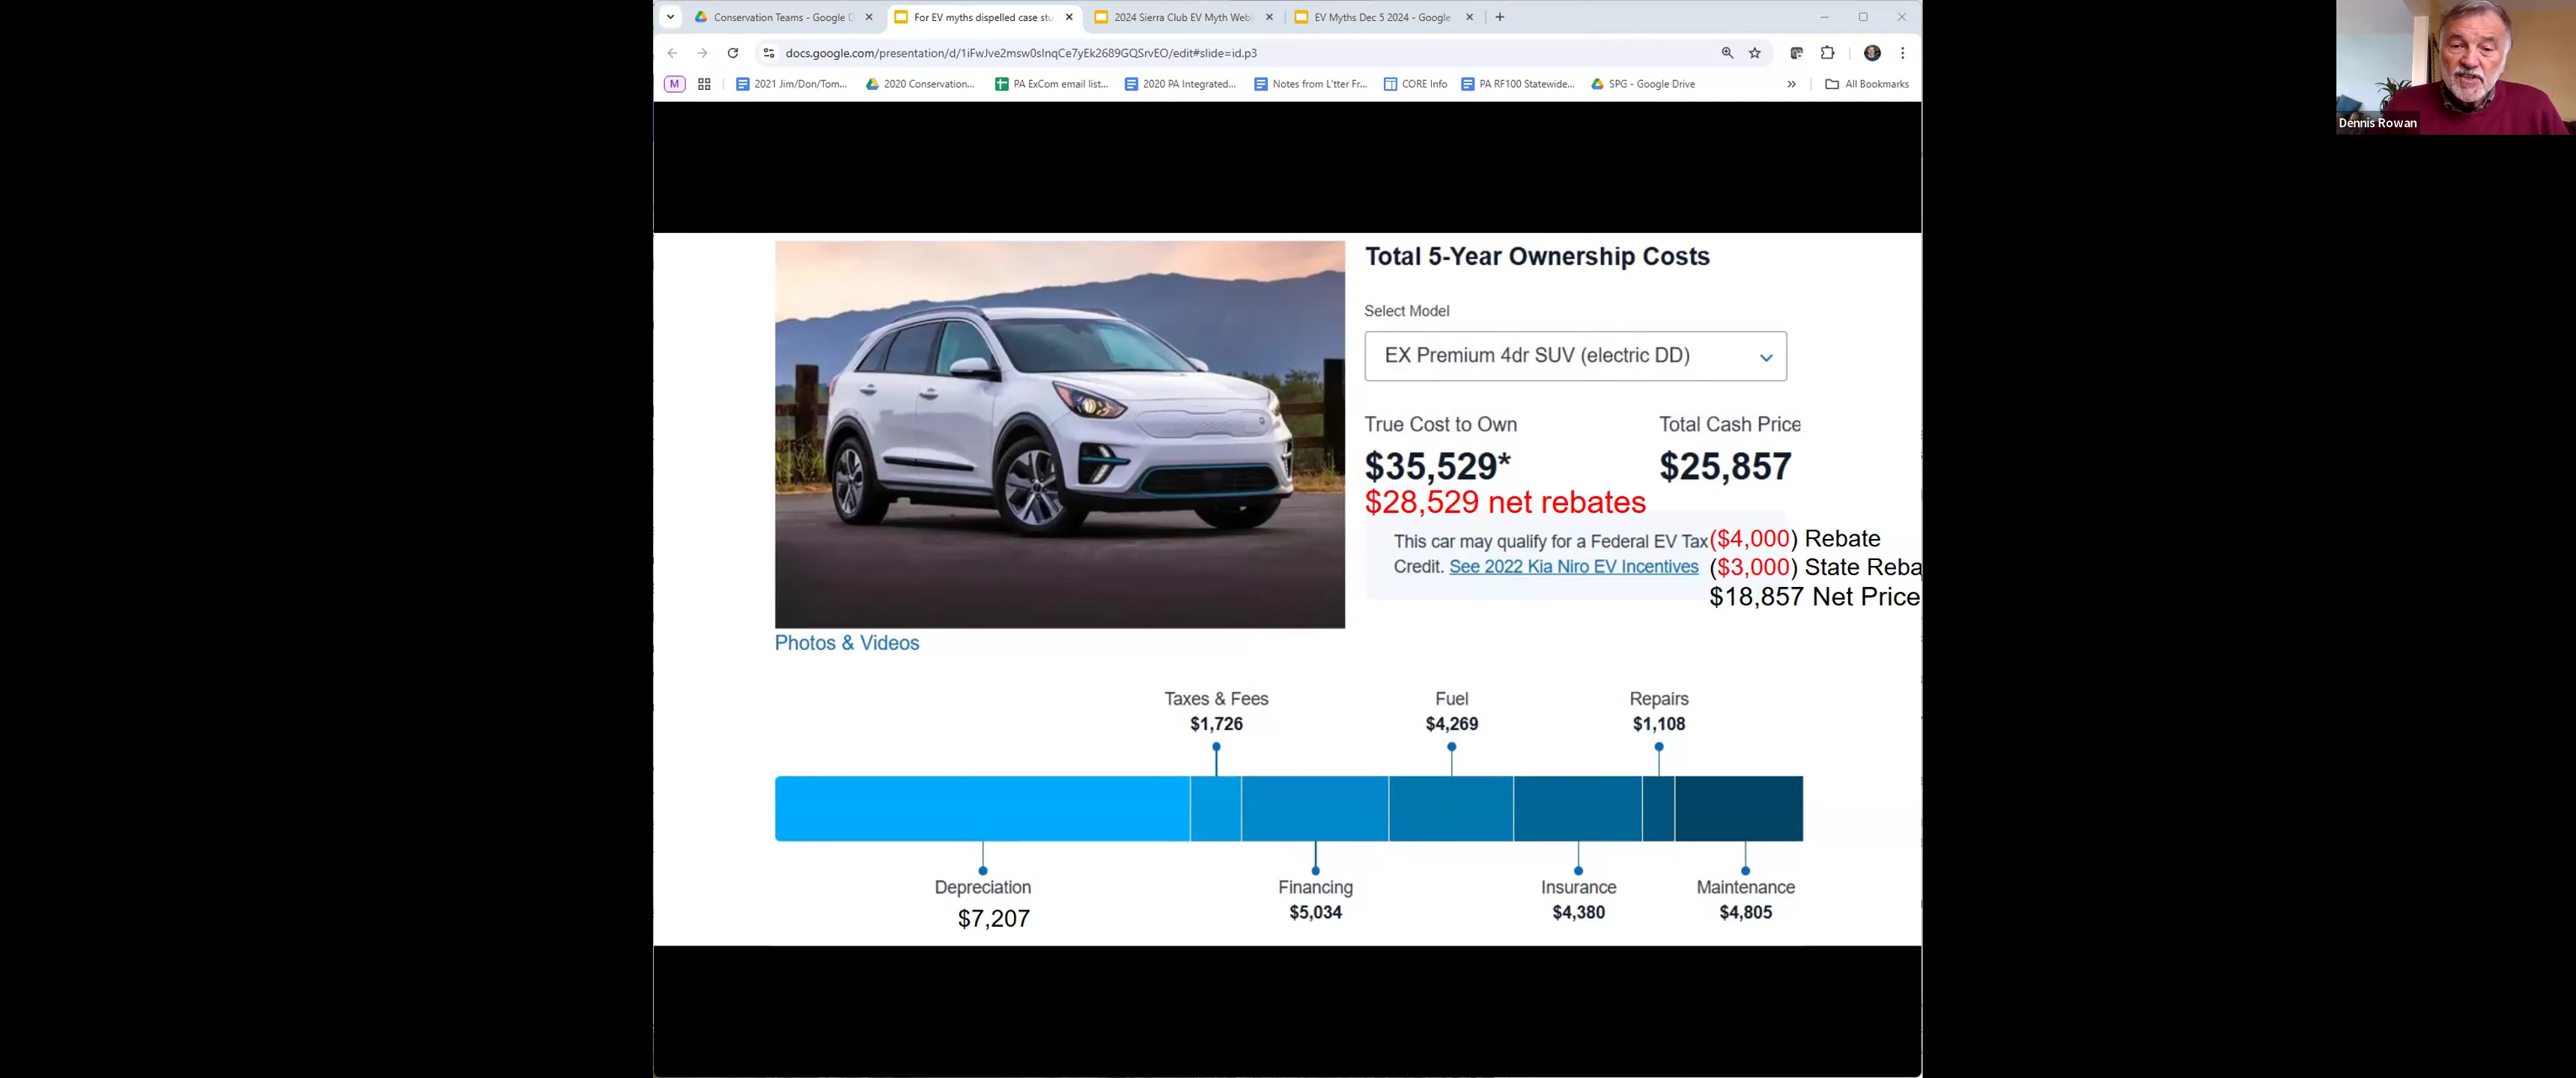 Conservation Teams - Google D
For EV myths dispelled case stu
2024 Sierra Club EV Myth Web
EV Myths Dec 5 2024 - Google
docs.google.com/presentation/d/1iFwJve2msw0sInqCe7yEk2689GQSrvEO/edit#slide=id.p3
M
2021 Jim/Don/Tom...
2020 Conservation...
PA ExCom email list...
2020 PA Integrated...
Notes from L'tter Fr...
CORE Info
PA RF100 Statewide...
SPG - Google Drive
All Bookmarks
Dennis Rowan
Total 5-Year Ownership Costs
Select Model
EX Premium 4dr SUV (electric DD)
True Cost to Own
Total Cash Price
$35,529*
$25,857
$28,529 net rebates
This car may qualify for a Federal EV Tax
Credit. See 2022 Kia Niro EV Incentives
($4,000) Rebate
($3,000) State Reba
$18,857 Net Price
Photos & Videos
Taxes & Fees
$1,726
Fuel
$4,269
Repairs
$1,108
Depreciation
$7,207
Financing
$5,034
Insurance
$4,380
Maintenance
$4,805